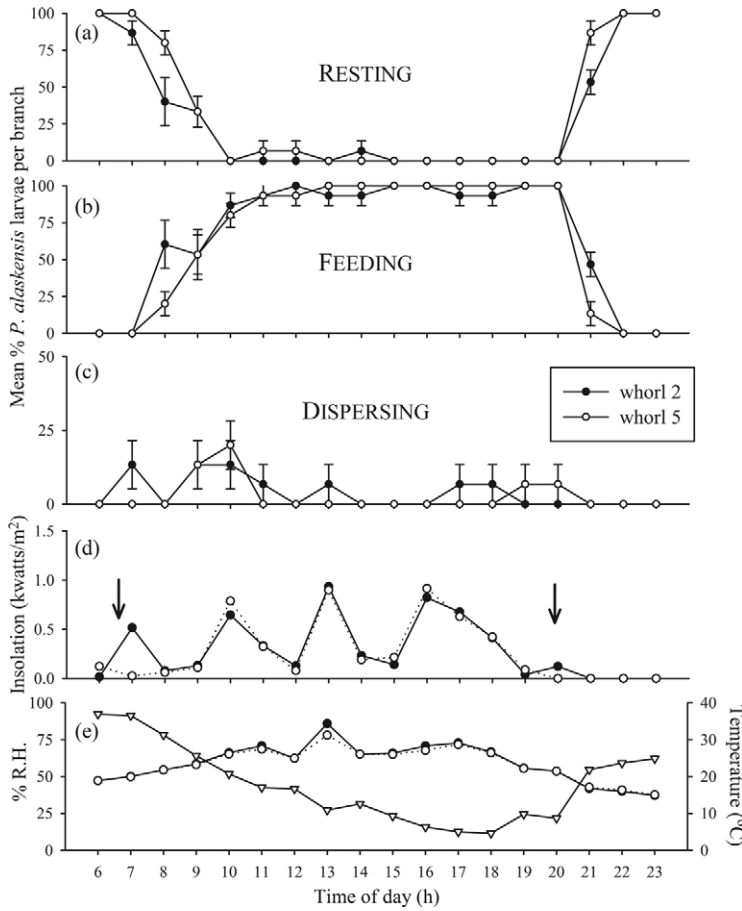 Mean % P. alaskensis larvae per branch
100
75
50
25
0
(a)
RESTING
100
75
50
25
0
(b)
FEEDING
50
25
0
(c)
DISPERSING
whorl 2
whorl 5
Insolation (kwatts/m²)
1.5
1.0
0.5
0.0
(d)
% R.H.
100
75
50
25
0
(e)
40
30
20
10
0
Temperature (°C)
6 7 8 9 10 11 12 13 14 15 16 17 18 19 20 21 22 23
Time of day (h)